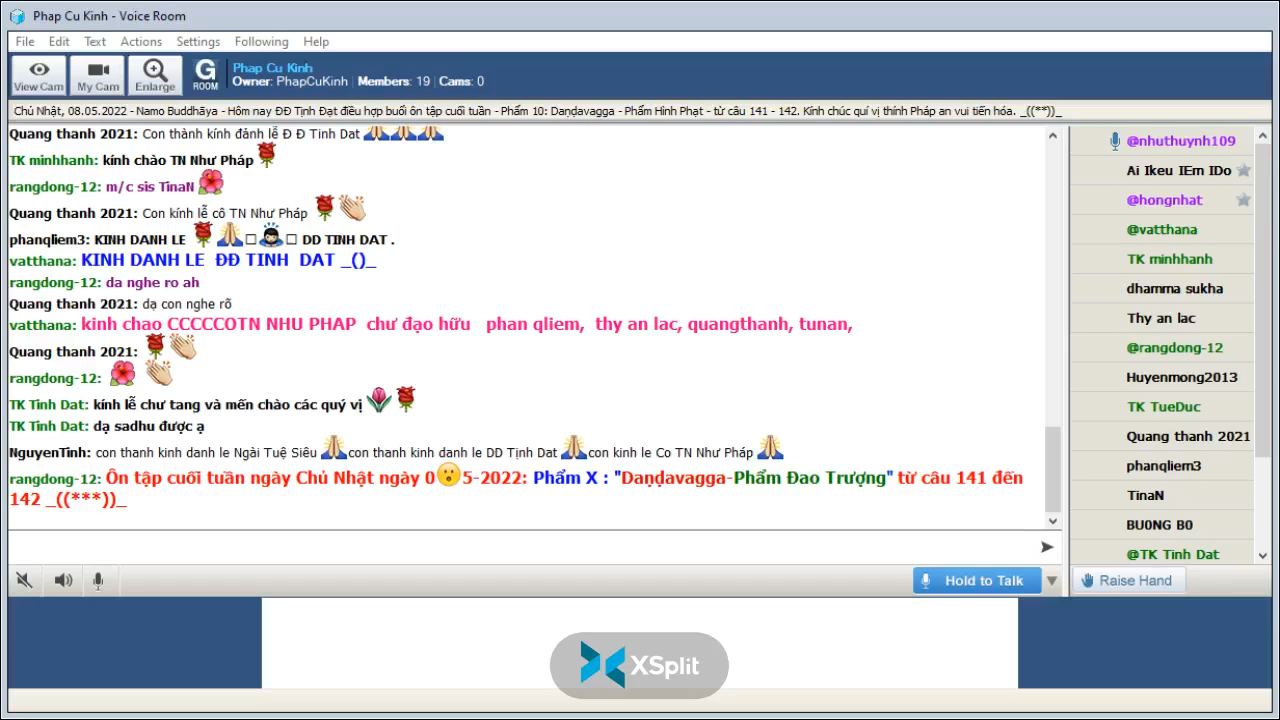 Phap Cu Kinh - Voice Room
File Edit Text Actions Settings Following Help
View Cam My Cam Enlarge G ROOM
Phap Cu Kinh
Owner: PhapCuKinh | Members: 19 | Cams: 0
Chủ Nhật, 08.05.2022 - Namo Buddhāya - Hôm nay ĐĐ Tịnh Đạt điều hợp buổi ôn tập cuối tuần - Phẩm 10: Daṇḍavagga - Phẩm Hình Phạt - từ câu 141 - 142. Kính chúc quí vị thính Pháp an vui tiến hóa. _((**))_
Quang thanh 2021: Con thành kính đảnh lễ Đ Đ Tinh Dat
TK minhhanh: kính chào TN Như Pháp
rangdong-12: m/c sis TinaN
Quang thanh 2021: Con kính lễ cô TN Như Pháp
phanqliem3: KINH DANH LE DD TINH DAT .
vatthana: KINH DANH LE ĐĐ TINH DAT _()_
rangdong-12: da nghe ro ah
Quang thanh 2021: dạ con nghe rõ
vatthana: kinh chao CCCCCOTN NHU PHAP chư đạo hữu phan qliem, thy an lac, quangthanh, tunan,
Quang thanh 2021:
rangdong-12:
TK Tinh Dat: kính lễ chư tang và mến chào các quý vị
TK Tinh Dat: dạ sadhu được ạ
NguyenTinh: con thanh kinh danh le Ngài Tuệ Siêu con thanh kinh danh le DD Tịnh Dat con kinh le Co TN Như Pháp
rangdong-12: Ôn tập cuối tuần ngày Chủ Nhật ngày 0 5-2022: Phẩm X : "Daṇḍavagga-Phẩm Đao Trượng" từ câu 141 đến
142 _((***))_
@nhuthuynh109
Ai Ikeu IEm IDo
@hongnhat
@vatthana
TK minhhanh
dhamma sukha
Thy an lac
@rangdong-12
Huyenmong2013
TK TueDuc
Quang thanh 2021
phanqliem3
TinaN
BU0NG B0
@TK Tinh Dat
Hold to Talk
Raise Hand
XSplit